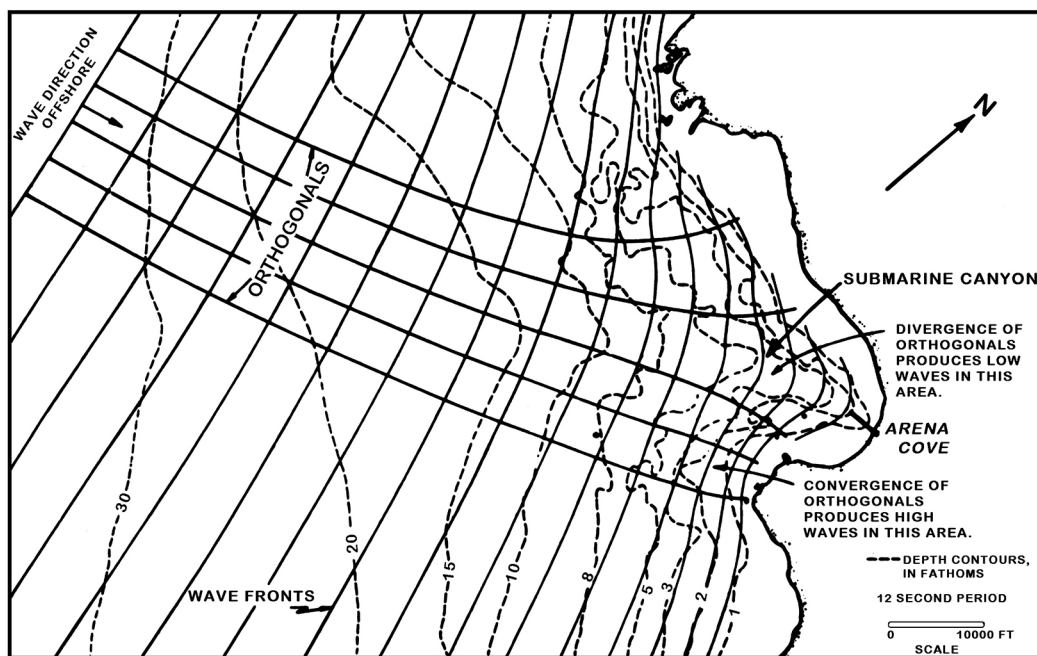 WAVE DIRECTION
OFFSHORE
N
ORTHOGONALS
SUBMARINE CANYON
DIVERGENCE OF
ORTHOGONALS
PRODUCES LOW
WAVES IN THIS
AREA.
ARENA
COVE
CONVERGENCE OF
ORTHOGONALS
PRODUCES HIGH
WAVES IN THIS AREA.
30
20
15
10
8
5
3
2
1
WAVE FRONTS
DEPTH CONTOURS,
IN FATHOMS
12 SECOND PERIOD
0 10000 FT
SCALE